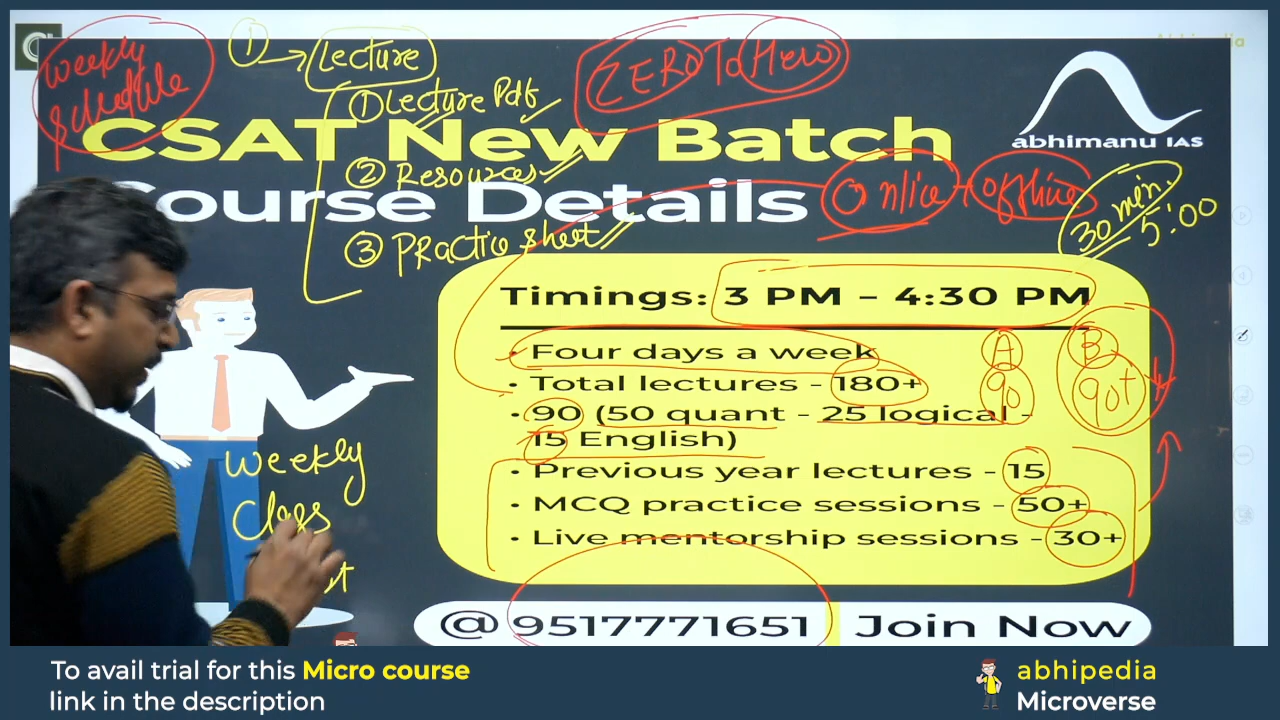 Weekly
Schedule
① → Lecture
ZERO To Hero
① Lecture Pdf
CSAT New Batch
abhimanu IAS
② Resources
Course Details
Online + offline
30 min.
5:00
③ Practice Sheet
Timings: 3 PM - 4:30 PM
• Four days a week
A
B
• Total lectures - 180+
90
90+
• 90 (50 quant - 25 logical -
15 English)
• Previous year lectures - 15
• MCQ practice sessions - 50+
• Live mentorship sessions - 30+
Weekly
Class
@ 9517771651
Join Now
To avail trial for this Micro course
link in the description
abhipedia
Microverse